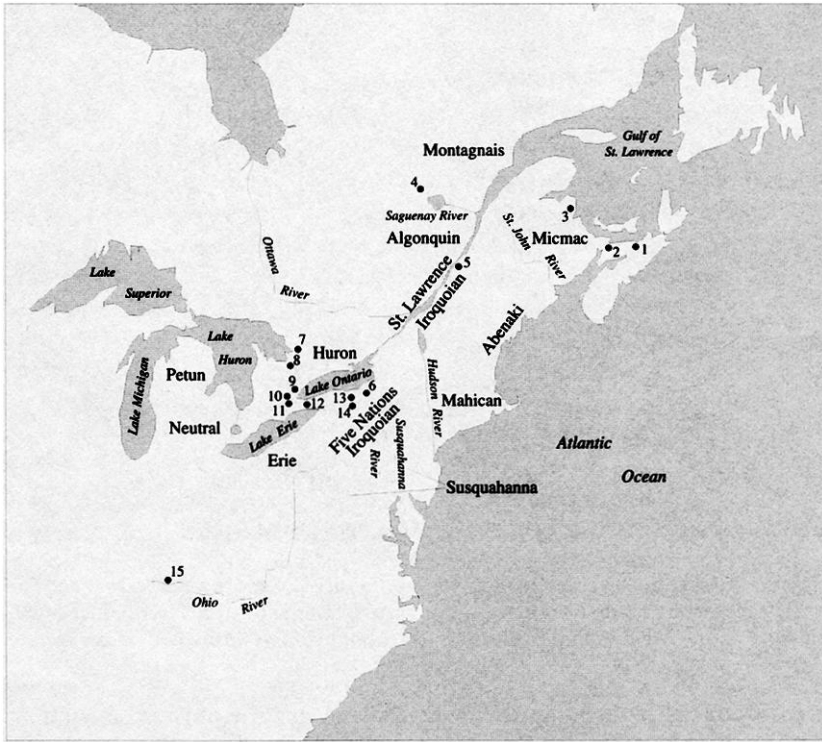 Montagnais
Gulf of
St. Lawrence
4
Saguenay River
3
Algonquin
St. John
River
Micmac
2
1
Ottawa
River
St. Lawrence
Iroquoian
5
Lake
Superior
Abenaki
Lake
Huron
7
8
Huron
Petun
Lake Michigan
9
Lake Ontario
6
10
11
12
13
14
Hudson
River
Mahican
Neutral
Lake Erie
Erie
Five Nations
Iroquoian
Susquahanna
River
Atlantic
Ocean
Susquahanna
15
Ohio
River